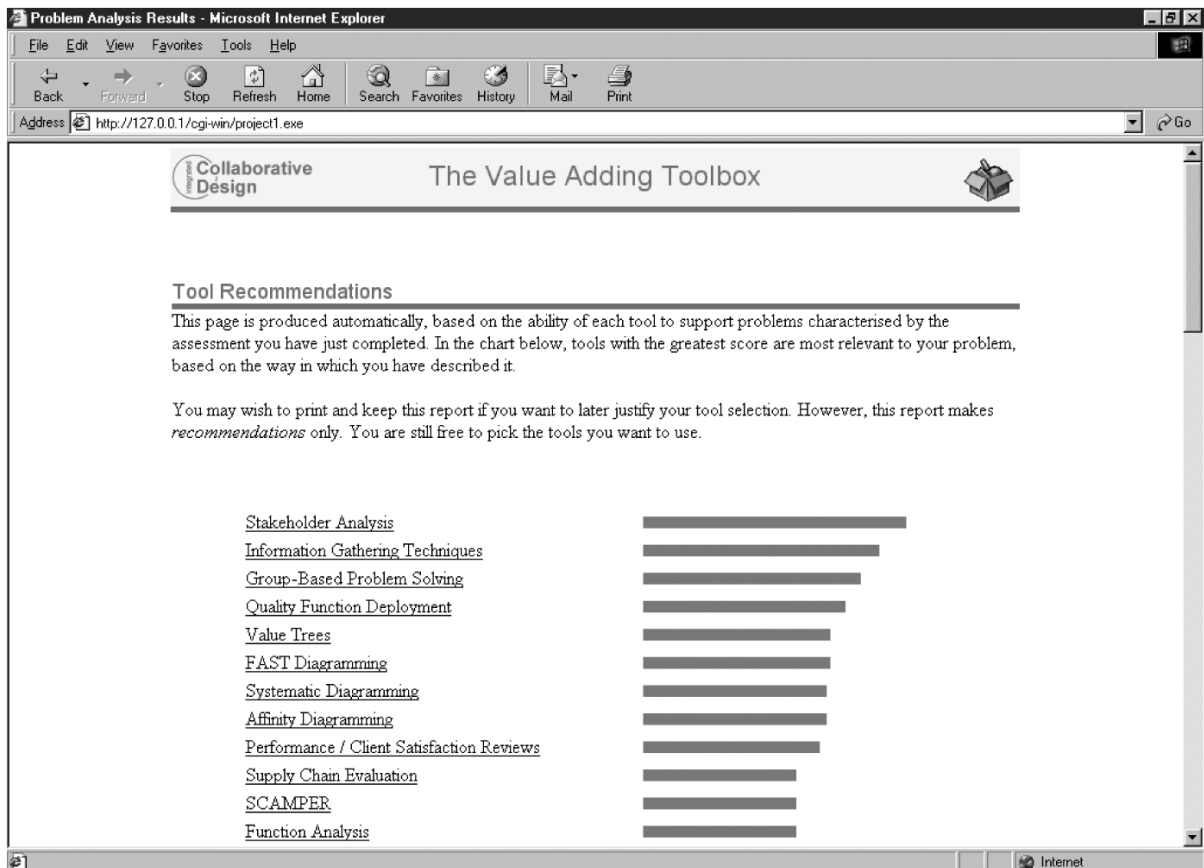 Problem Analysis Results - Microsoft Internet Explorer
File Edit View Favorites Tools Help
Back Forward Stop Refresh Home Search Favorites History Mail Print
Address http://127.0.0.1/cgi-win/project1.exe Go
Integrated Collaborative Design
The Value Adding Toolbox
Tool Recommendations
This page is produced automatically, based on the ability of each tool to support problems characterised by the
assessment you have just completed. In the chart below, tools with the greatest score are most relevant to your problem,
based on the way in which you have described it.
You may wish to print and keep this report if you want to later justify your tool selection. However, this report makes
recommendations only. You are still free to pick the tools you want to use.
Stakeholder Analysis
Information Gathering Techniques
Group-Based Problem Solving
Quality Function Deployment
Value Trees
FAST Diagramming
Systematic Diagramming
Affinity Diagramming
Performance / Client Satisfaction Reviews
Supply Chain Evaluation
SCAMPER
Function Analysis
Internet